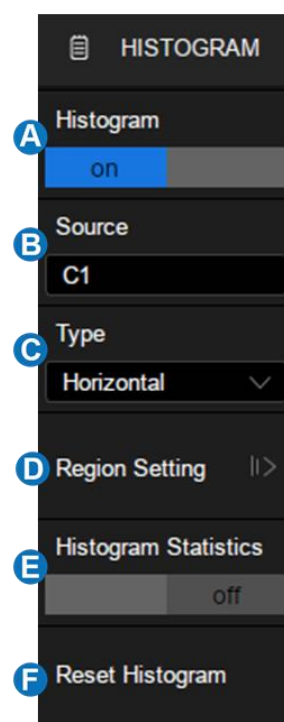 HISTOGRAM
A
Histogram
on
B
Source
C1
C
Type
Horizontal
D
Region Setting
E
Histogram Statistics
off
F
Reset Histogram